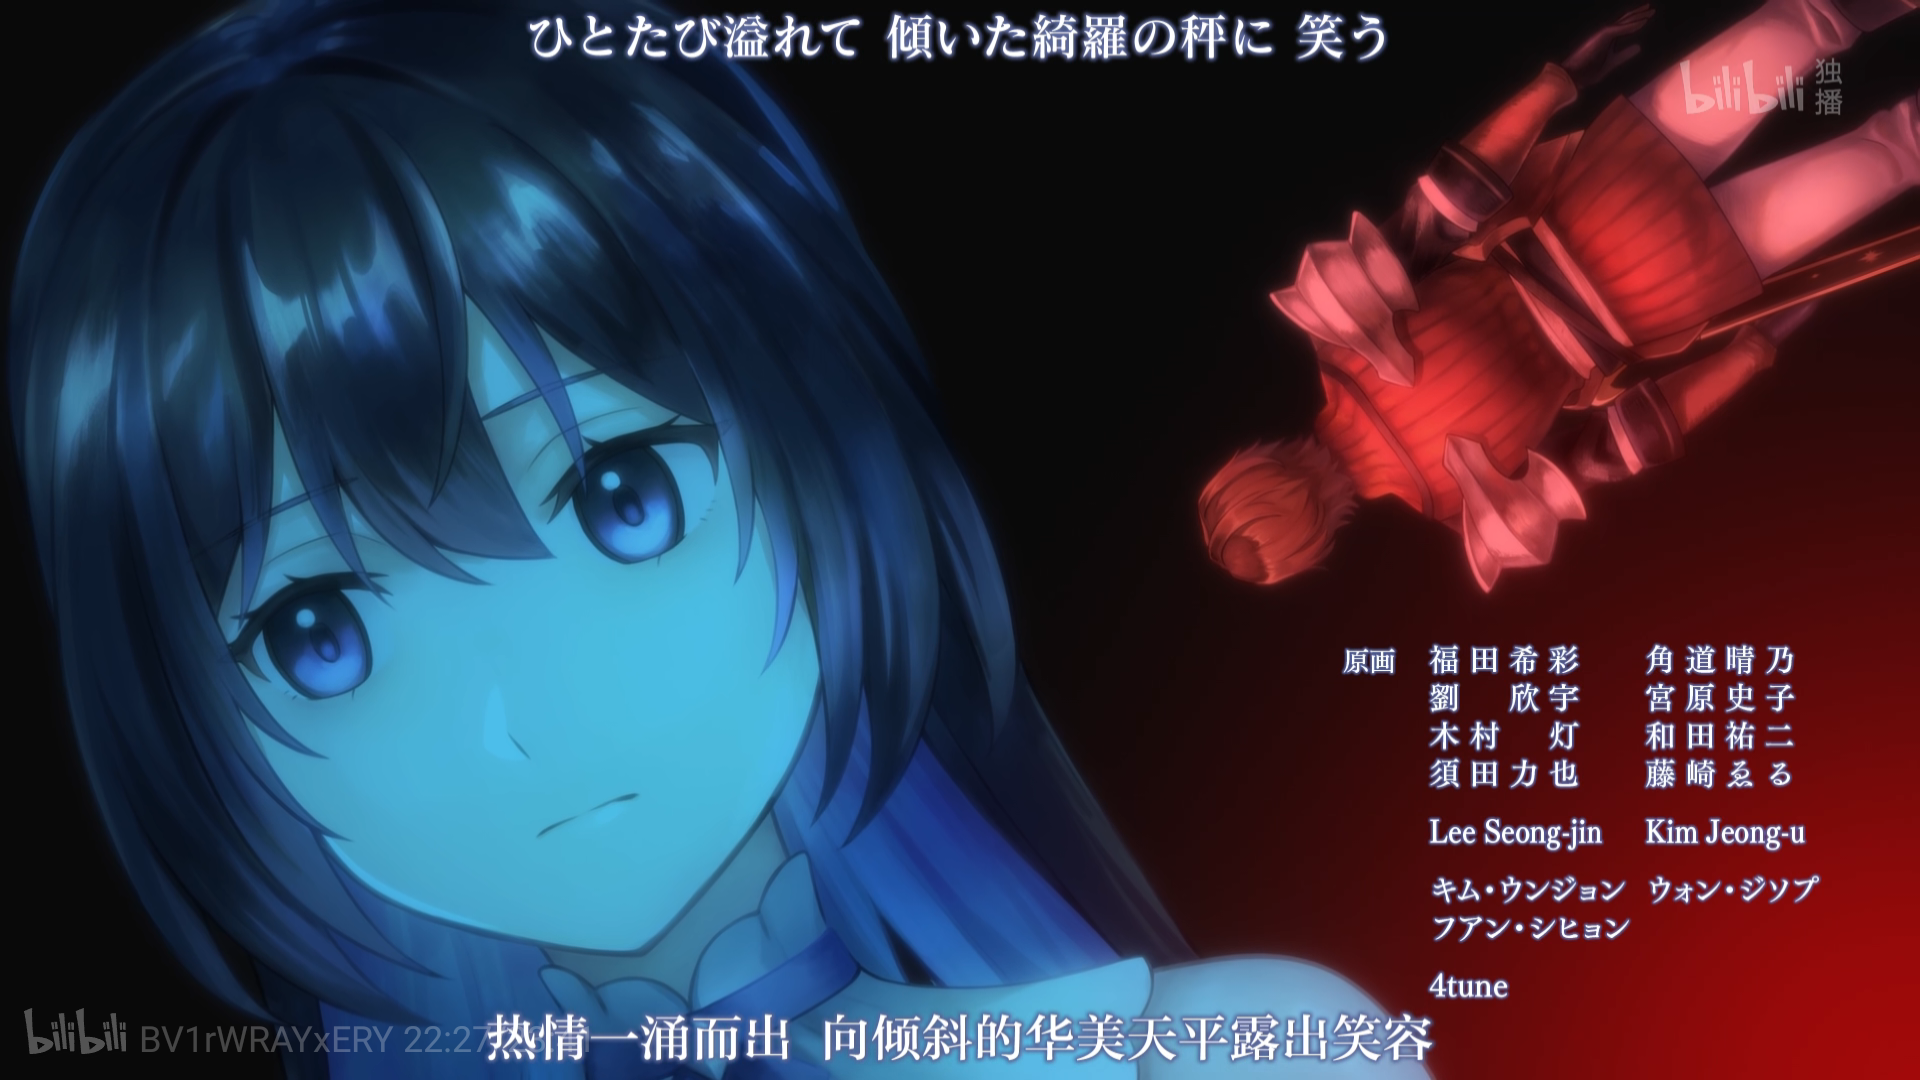 ひとたび溢れて 傾いた綺羅の秤に 笑う
bilibili 独播
原画 福田希彩 角道晴乃
劉 欣宇 宮原史子
木村 灯 和田祐二
須田力也 藤崎ゑる
Lee Seong-jin Kim Jeong-u
キム・ウンジョン ウォン・ジソプ
フアン・シヒョン
4tune
bilibili BV1rWRAYxERY 22:27
热情一涌而出 向倾斜的华美天平露出笑容